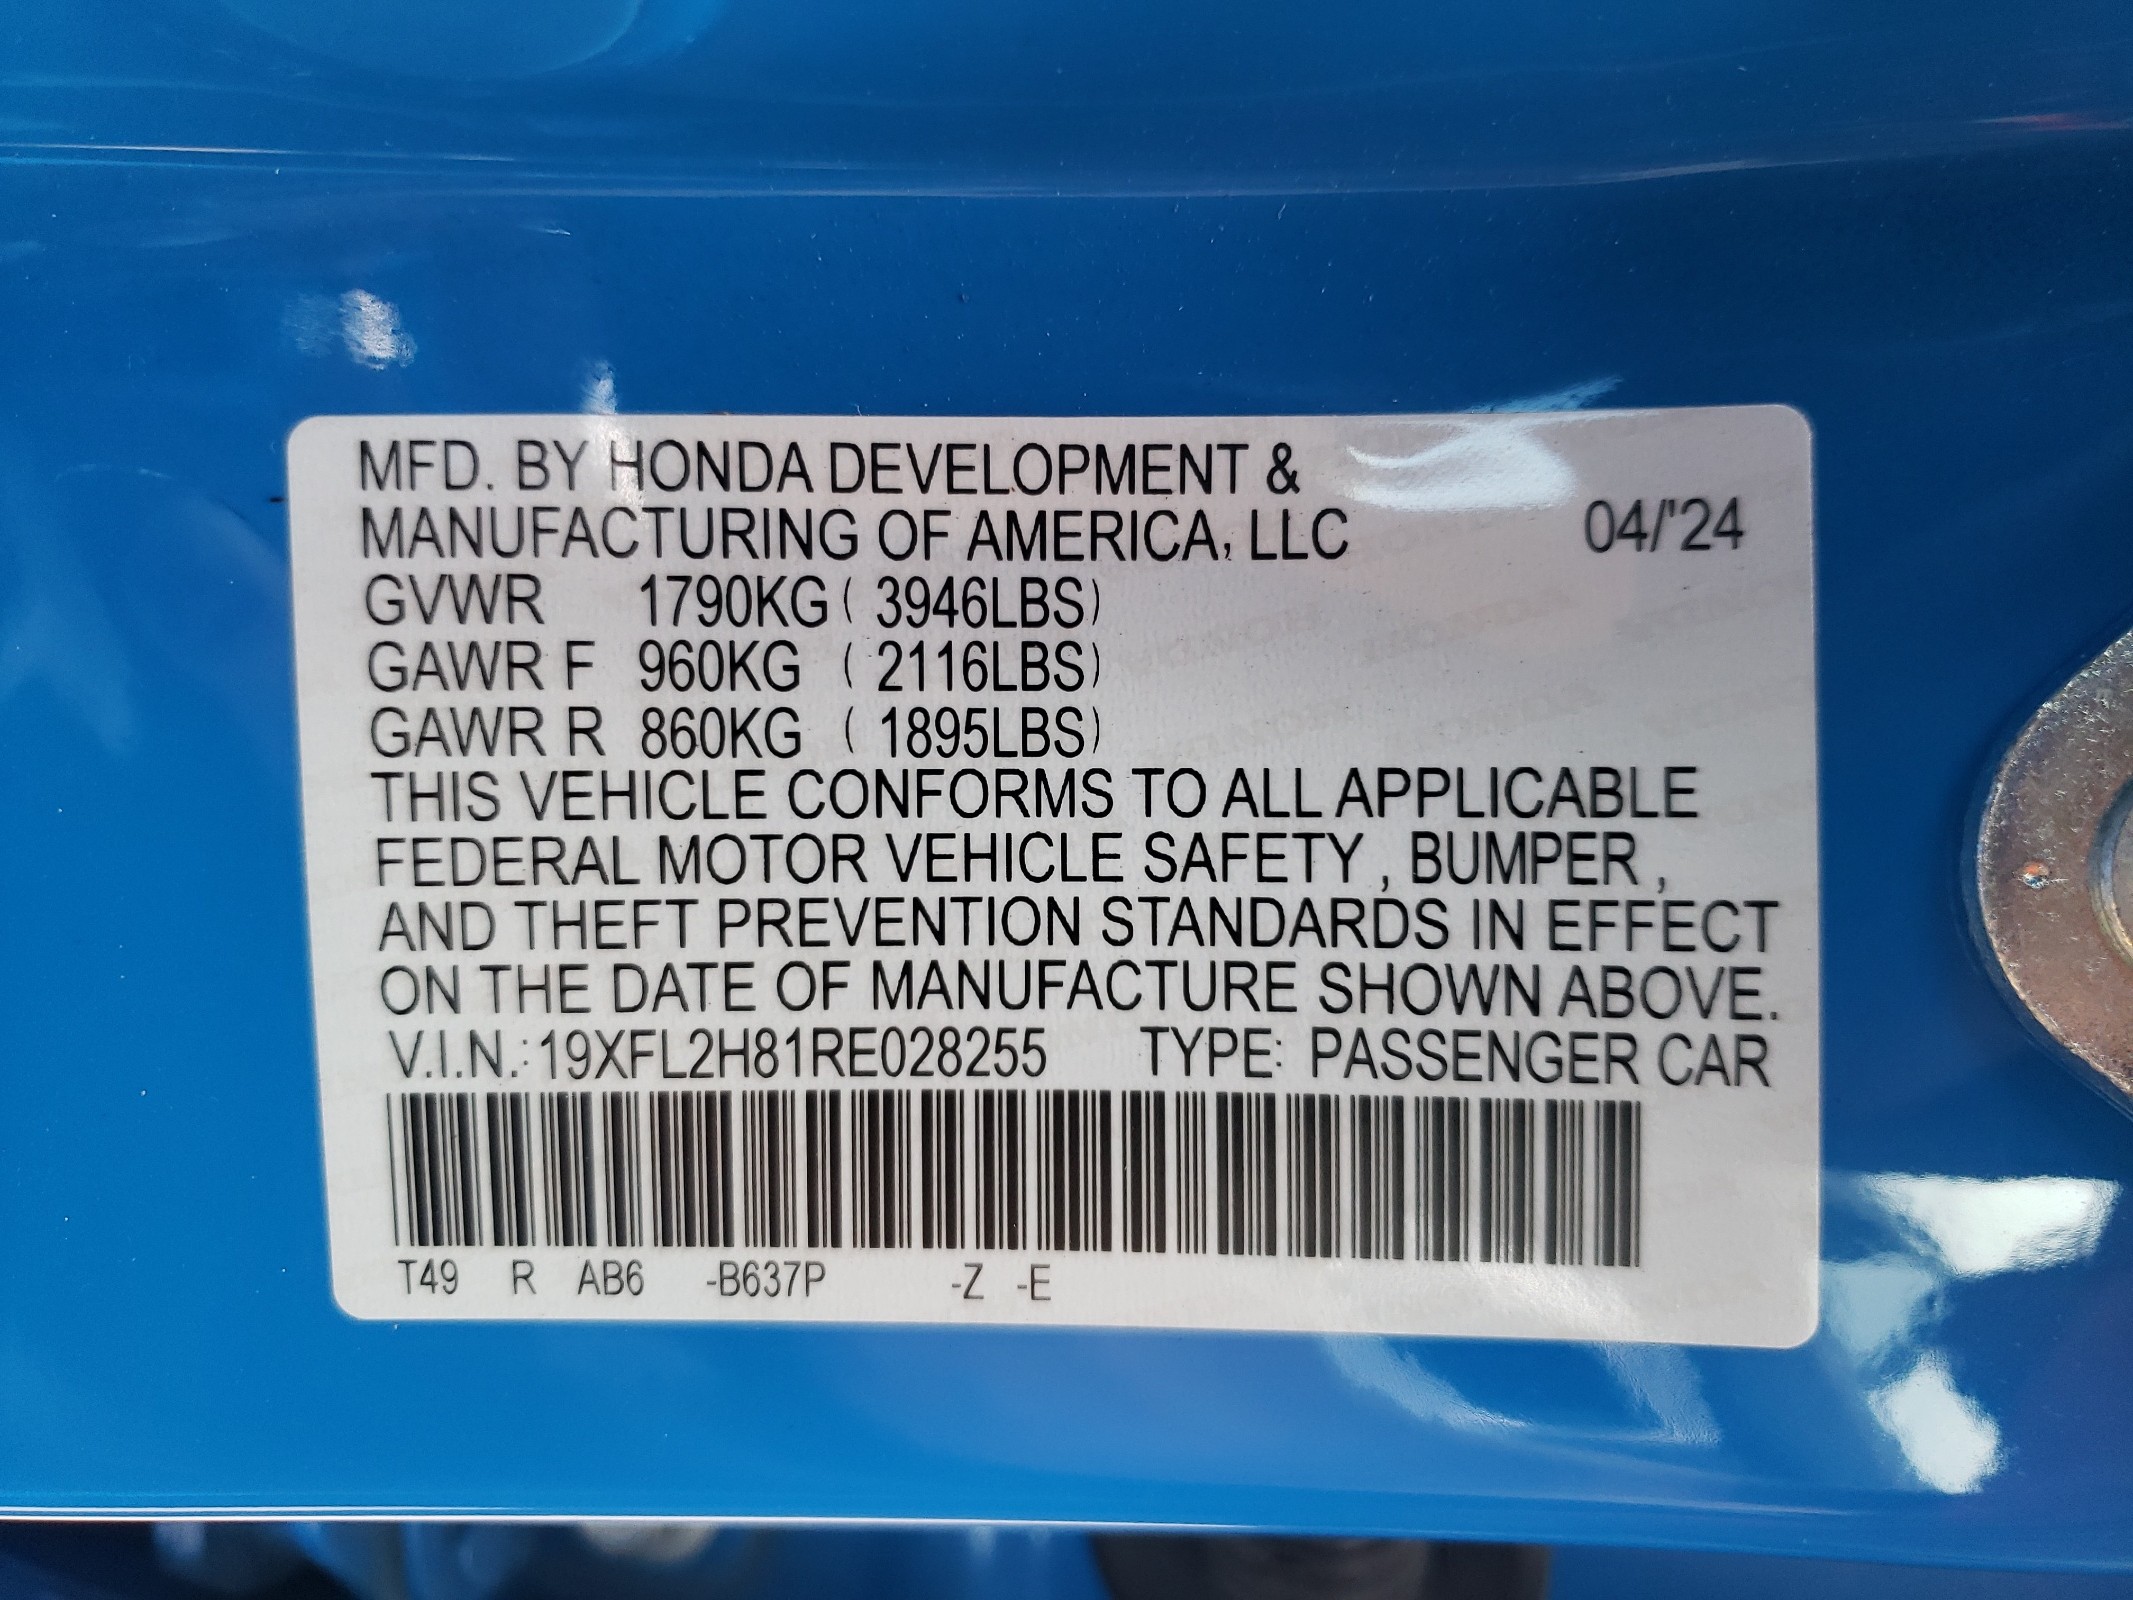 MFD. BY HONDA DEVELOPMENT &
MANUFACTURING OF AMERICA, LLC 04/'24
GVWR 1790KG ( 3946LBS)
GAWR F 960KG ( 2116LBS)
GAWR R 860KG ( 1895LBS)
THIS VEHICLE CONFORMS TO ALL APPLICABLE
FEDERAL MOTOR VEHICLE SAFETY , BUMPER ,
AND THEFT PREVENTION STANDARDS IN EFFECT
ON THE DATE OF MANUFACTURE SHOWN ABOVE.
V.I.N.: 19XFL2H81RE028255 TYPE: PASSENGER CAR
T49 R AB6 -B637P -Z -E